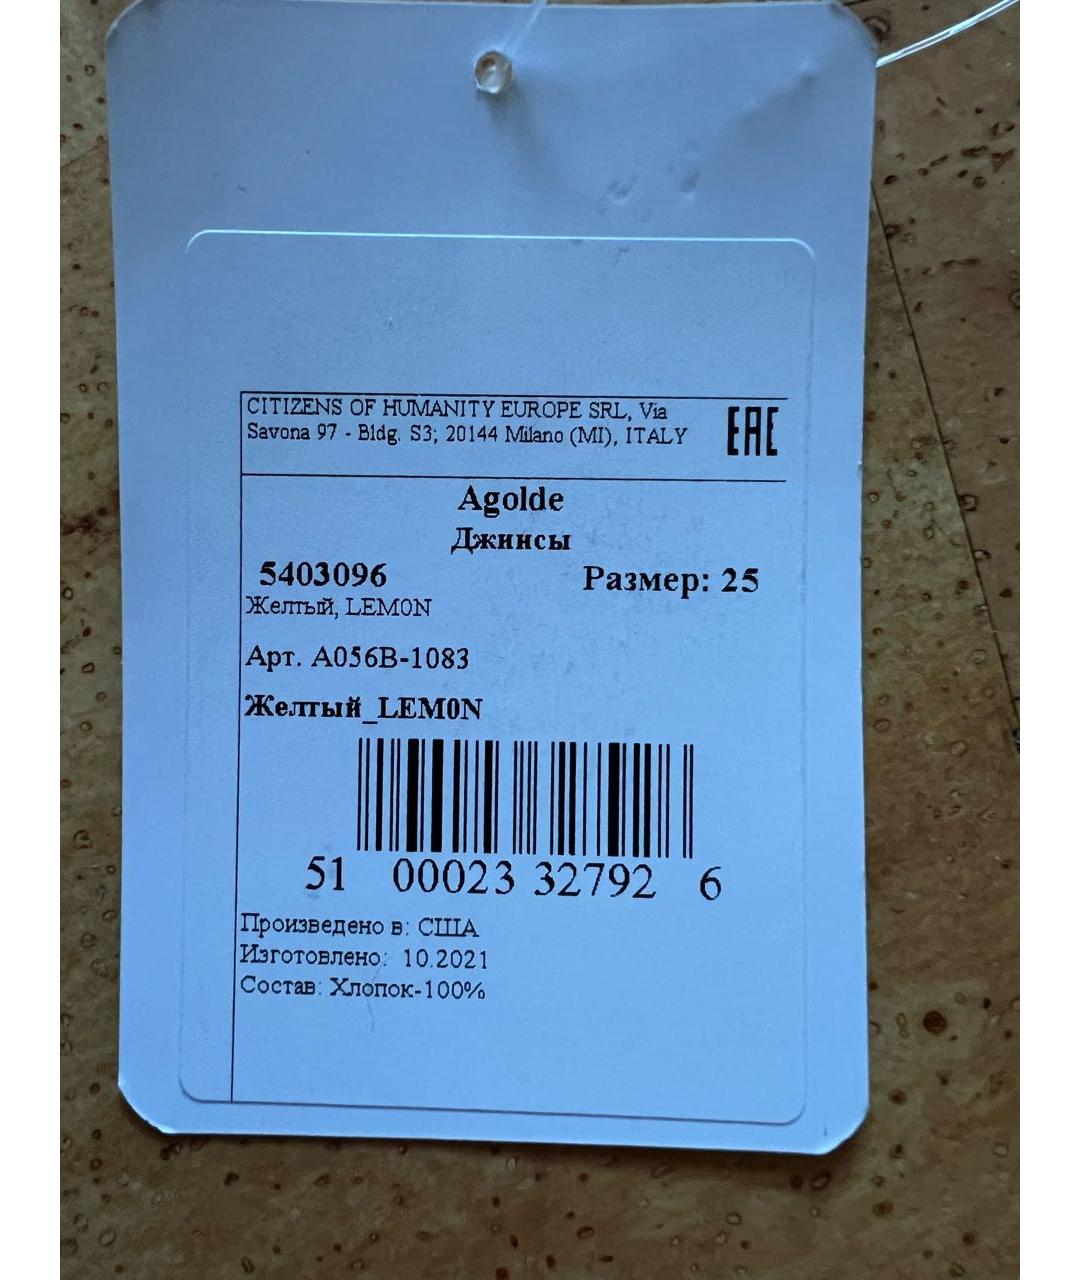 CITIZENS OF HUMANITY EUROPE SRL, Via
Savona 97 - Bldg. S3; 20144 Milano (MI), ITALY
EAC
Agolde
Джинсы
5403096 Размер: 25
Желтый, LEM0N
Арт. A056B-1083
Желтый_LEM0N
51 00023 32792 6
Произведено в: США
Изготовлено: 10.2021
Состав: Хлопок-100%